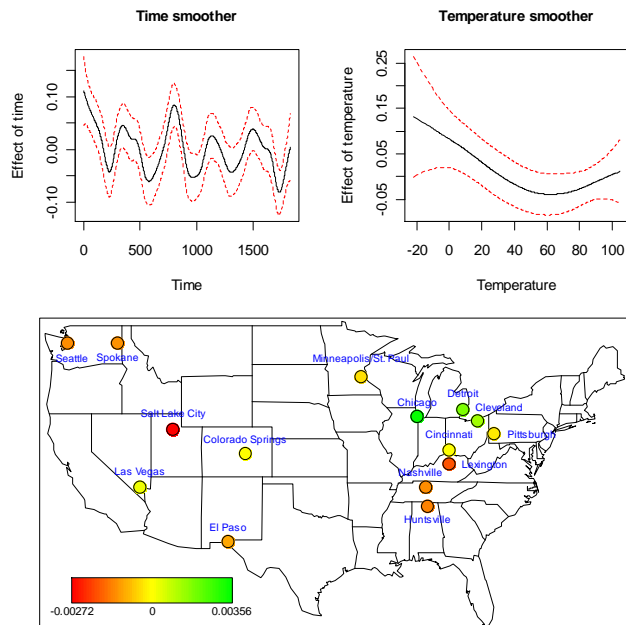 Time smoother
Temperature smoother
Effect of time
-0.10
0.00
0.10
0 500 1000 1500
Time
Effect of temperature
-0.05
0.05
0.15
0.25
-20 0 20 40 60 80 100
Temperature
Seattle
Spokane
Minneapolis/St. Paul
Detroit
Chicago
Cleveland
Salt Lake City
Colorado Springs
Cincinnati
Pittsburgh
Las Vegas
Nashville
Lexington
Huntsville
El Paso
-0.00272 0 0.00356